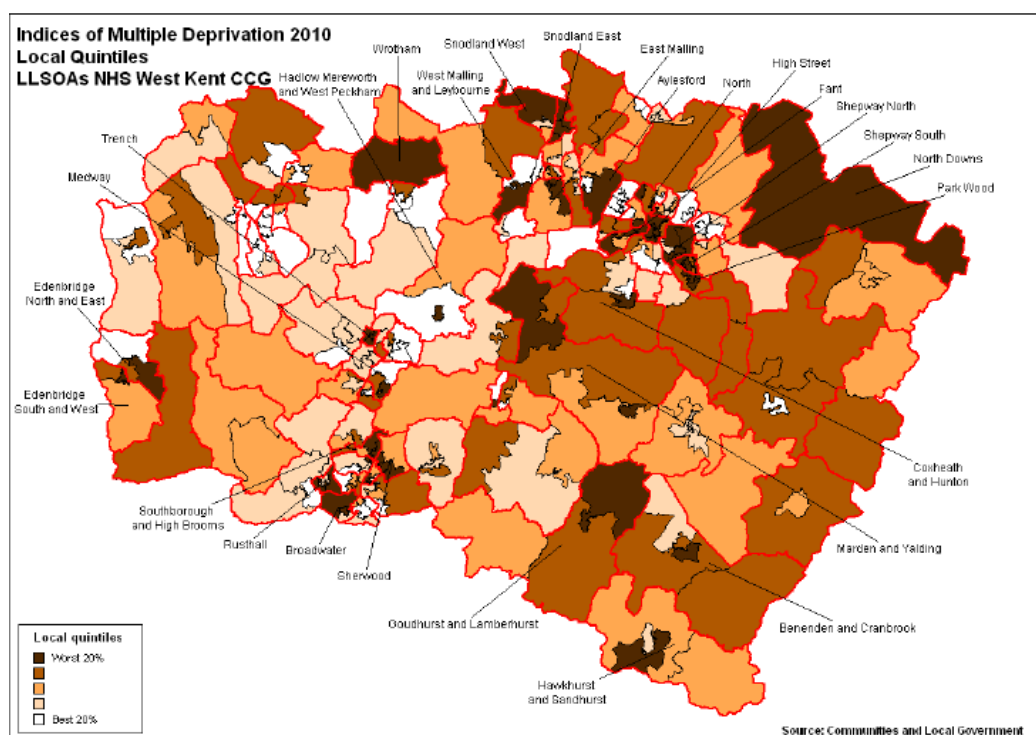 Indices of Multiple Deprivation 2010
Local Quintiles
LLSOAs NHS West Kent CCG
Wrotham
Snodland West
Snodland East
East Malling
High Street
Hadlow Mereworth
and West Peckham
West Malling
and Leybourne
Aylesford
North
Fant
Shepway North
Trench
Shepway South
North Downs
Medway
Park Wood
Edenbridge
North and East
Edenbridge
South and West
Coxheath
and Hunton
Southborough
and High Brooms
Rusthall
Broadwater
Marden and Yalding
Sherwood
Goudhurst and Lamberhurst
Benenden and Cranbrook
Hawkhurst
and Sandhurst
Local quintiles
Worst 20%
Best 20%
Source: Communities and Local Government